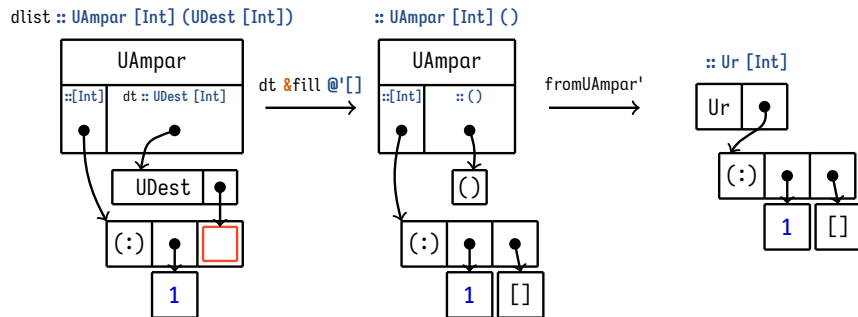 dlist :: UAmpar [Int] (UDest [Int])
UAmpar
::[Int] dt :: UDest [Int]
UDest
(:)
1
dt &fill @'[]
:: UAmpar [Int] ()
UAmpar
::[Int] :: ()
()
(:)
1 []
fromUAmpar'
:: Ur [Int]
Ur
(:)
1 []